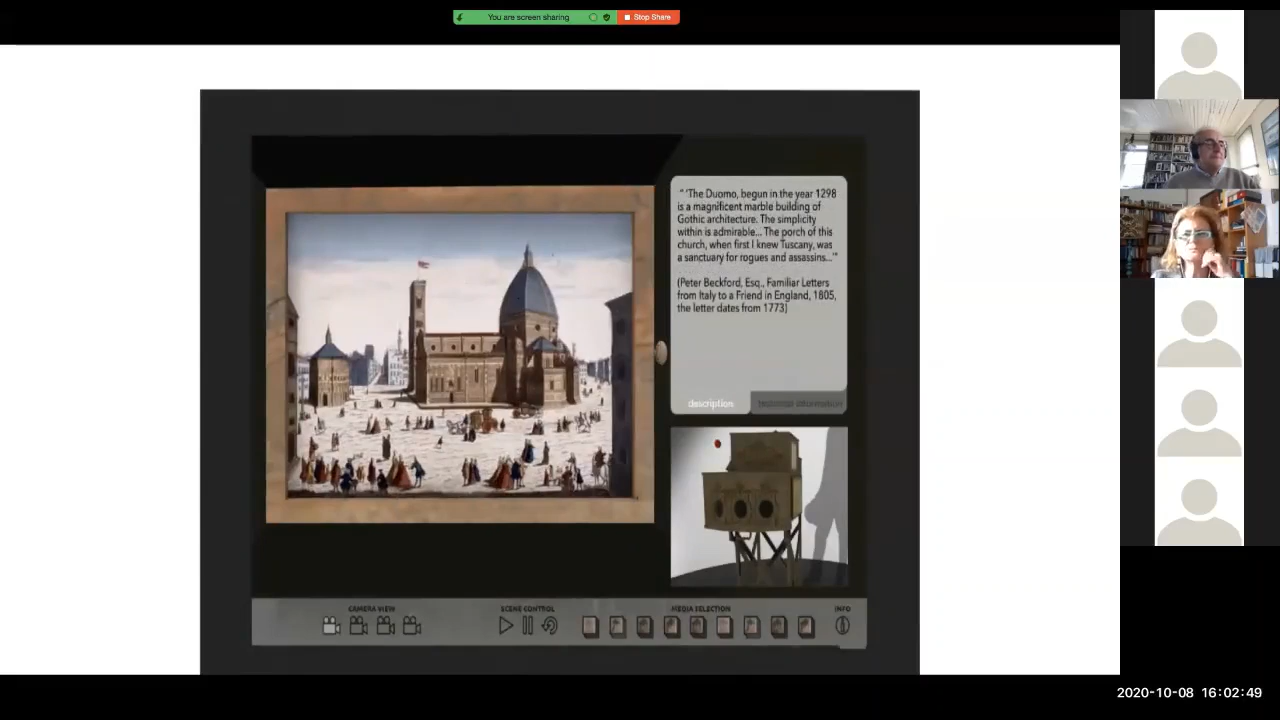 You are screen sharing
Stop Share
" 'The Duomo, begun in the year 1298
is a magnificent marble building of
Gothic architecture. The simplicity
within is admirable... The porch of this
church, when first I knew Tuscany, was
a sanctuary for rogues and assassins...'"
(Peter Beckford, Esq., Familiar Letters
from Italy to a Friend in England, 1805,
the letter dates from 1773)
description
CAMERA VIEW
SCENE CONTROL
MEDIA SELECTION
INFO
2020-10-08 16:02:49